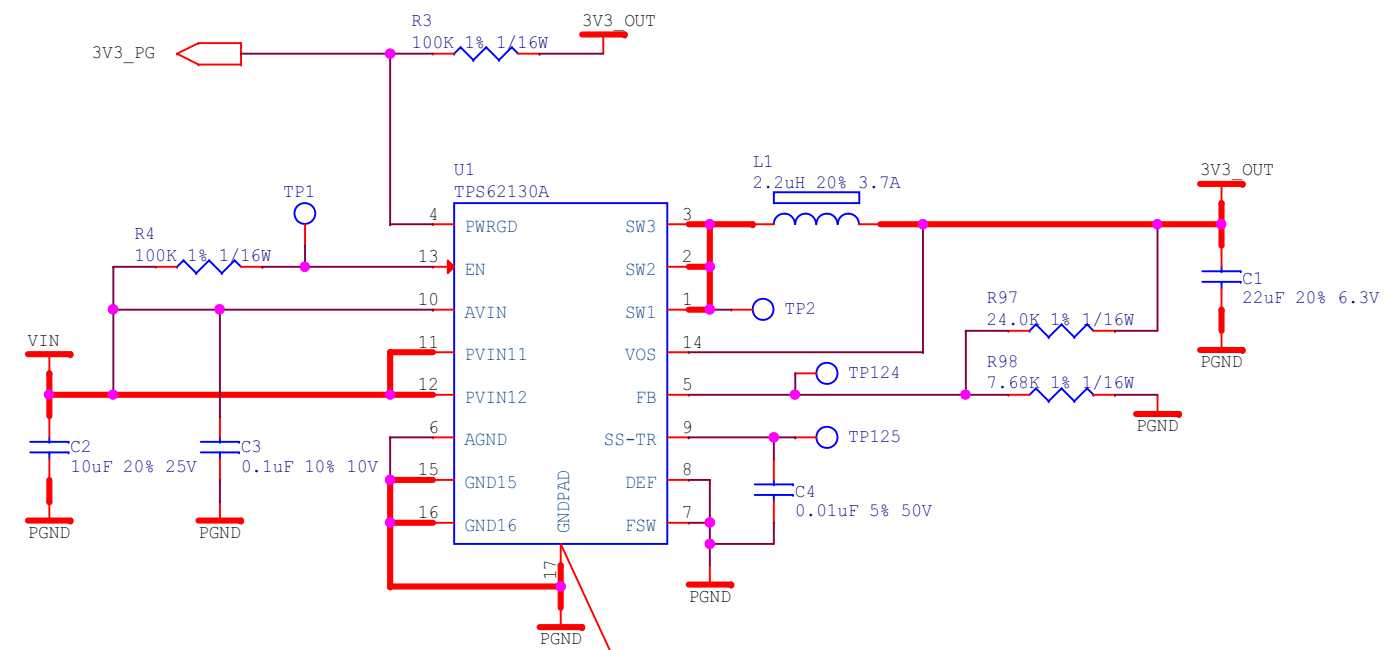 R3
3V3_OUT
100K 1% 1/16W
3V3_PG
U1
TPS62130A
L1
2.2uH 20% 3.7A
3V3_OUT
TP1
4
PWRGD
SW3
3
R4
100K 1% 1/16W
13
EN
SW2
2
C1
22uF 20% 6.3V
10
AVIN
SW1
1
TP2
R97
24.0K 1% 1/16W
VIN
11
PVIN11
VOS
14
PGND
R98
7.68K 1% 1/16W
TP124
12
PVIN12
FB
5
PGND
6
AGND
SS-TR
9
TP125
C2
10uF 20% 25V
C3
0.1uF 10% 10V
15
GND15
DEF
8
C4
0.01uF 5% 50V
16
GND16
GNDPAD
FSW
7
PGND
PGND
17
PGND
PGND